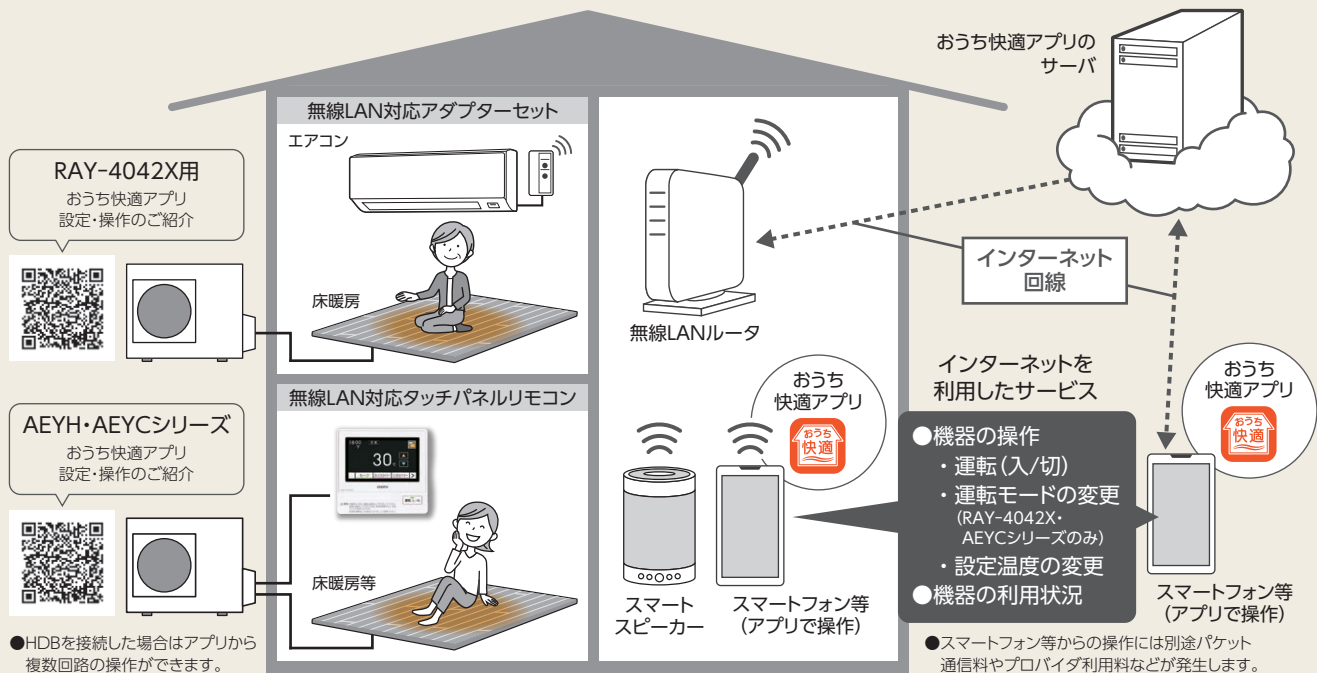 おうち快適アプリの
サーバ
無線LAN対応アダプターセット
エアコン
RAY-4042X用
おうち快適アプリ
設定・操作のご紹介
床暖房
無線LANルータ
インターネット
回線
無線LAN対応タッチパネルリモコン
AEYH・AEYCシリーズ
おうち快適アプリ
設定・操作のご紹介
30
床暖房等
おうち
快適アプリ
おうち
快適
スマート
スピーカー
スマートフォン等
(アプリで操作)
インターネットを
利用したサービス
●機器の操作
・運転(入/切)
・運転モードの変更
(RAY-4042X・
AEYCシリーズのみ)
・設定温度の変更
●機器の利用状況
おうち
快適アプリ
おうち
快適
スマートフォン等
(アプリで操作)
●HDBを接続した場合はアプリから
複数回路の操作ができます。
●スマートフォン等からの操作には別途パケット
通信料やプロバイダ利用料などが発生します。